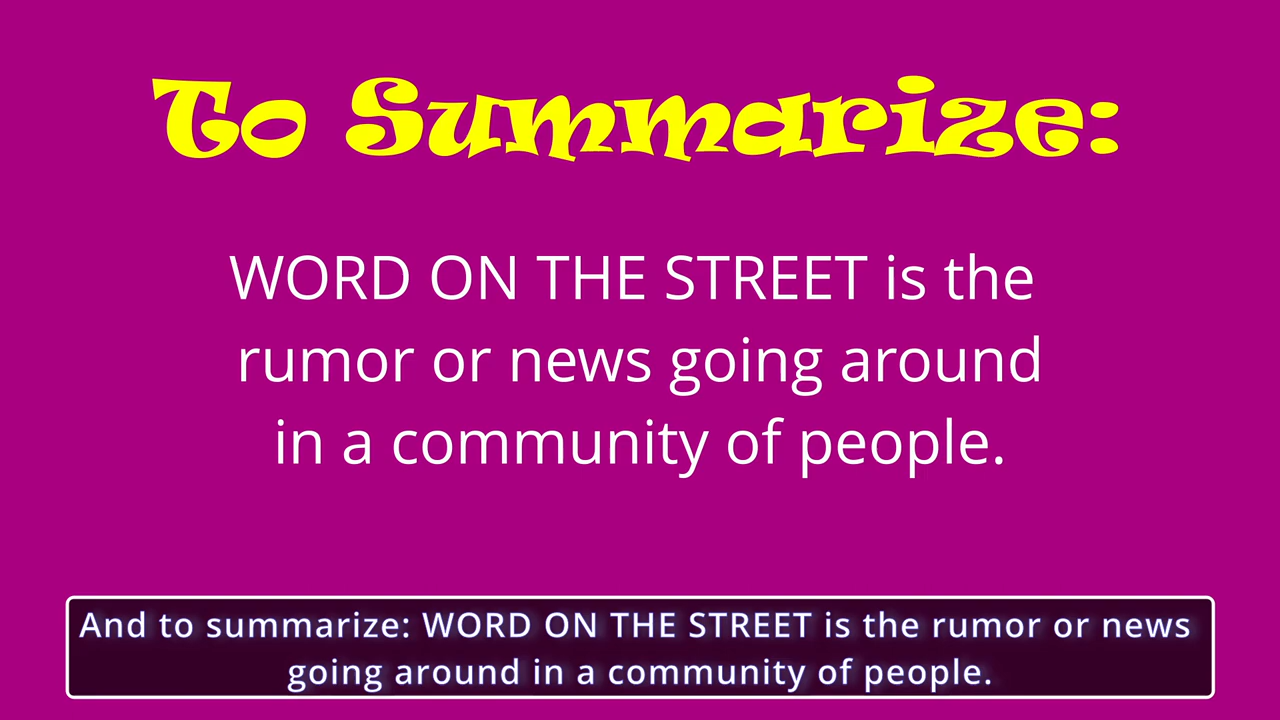 To Summarize:
WORD ON THE STREET is the
rumor or news going around
in a community of people.
And to summarize: WORD ON THE STREET is the rumor or news
going around in a community of people.